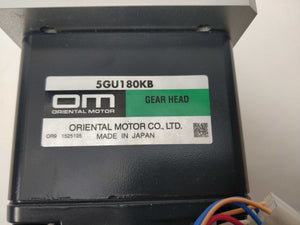 5GU180KB
OM
ORIENTAL MOTOR
GEAR HEAD
ORIENTAL MOTOR CO., LTD.
MADE IN JAPAN